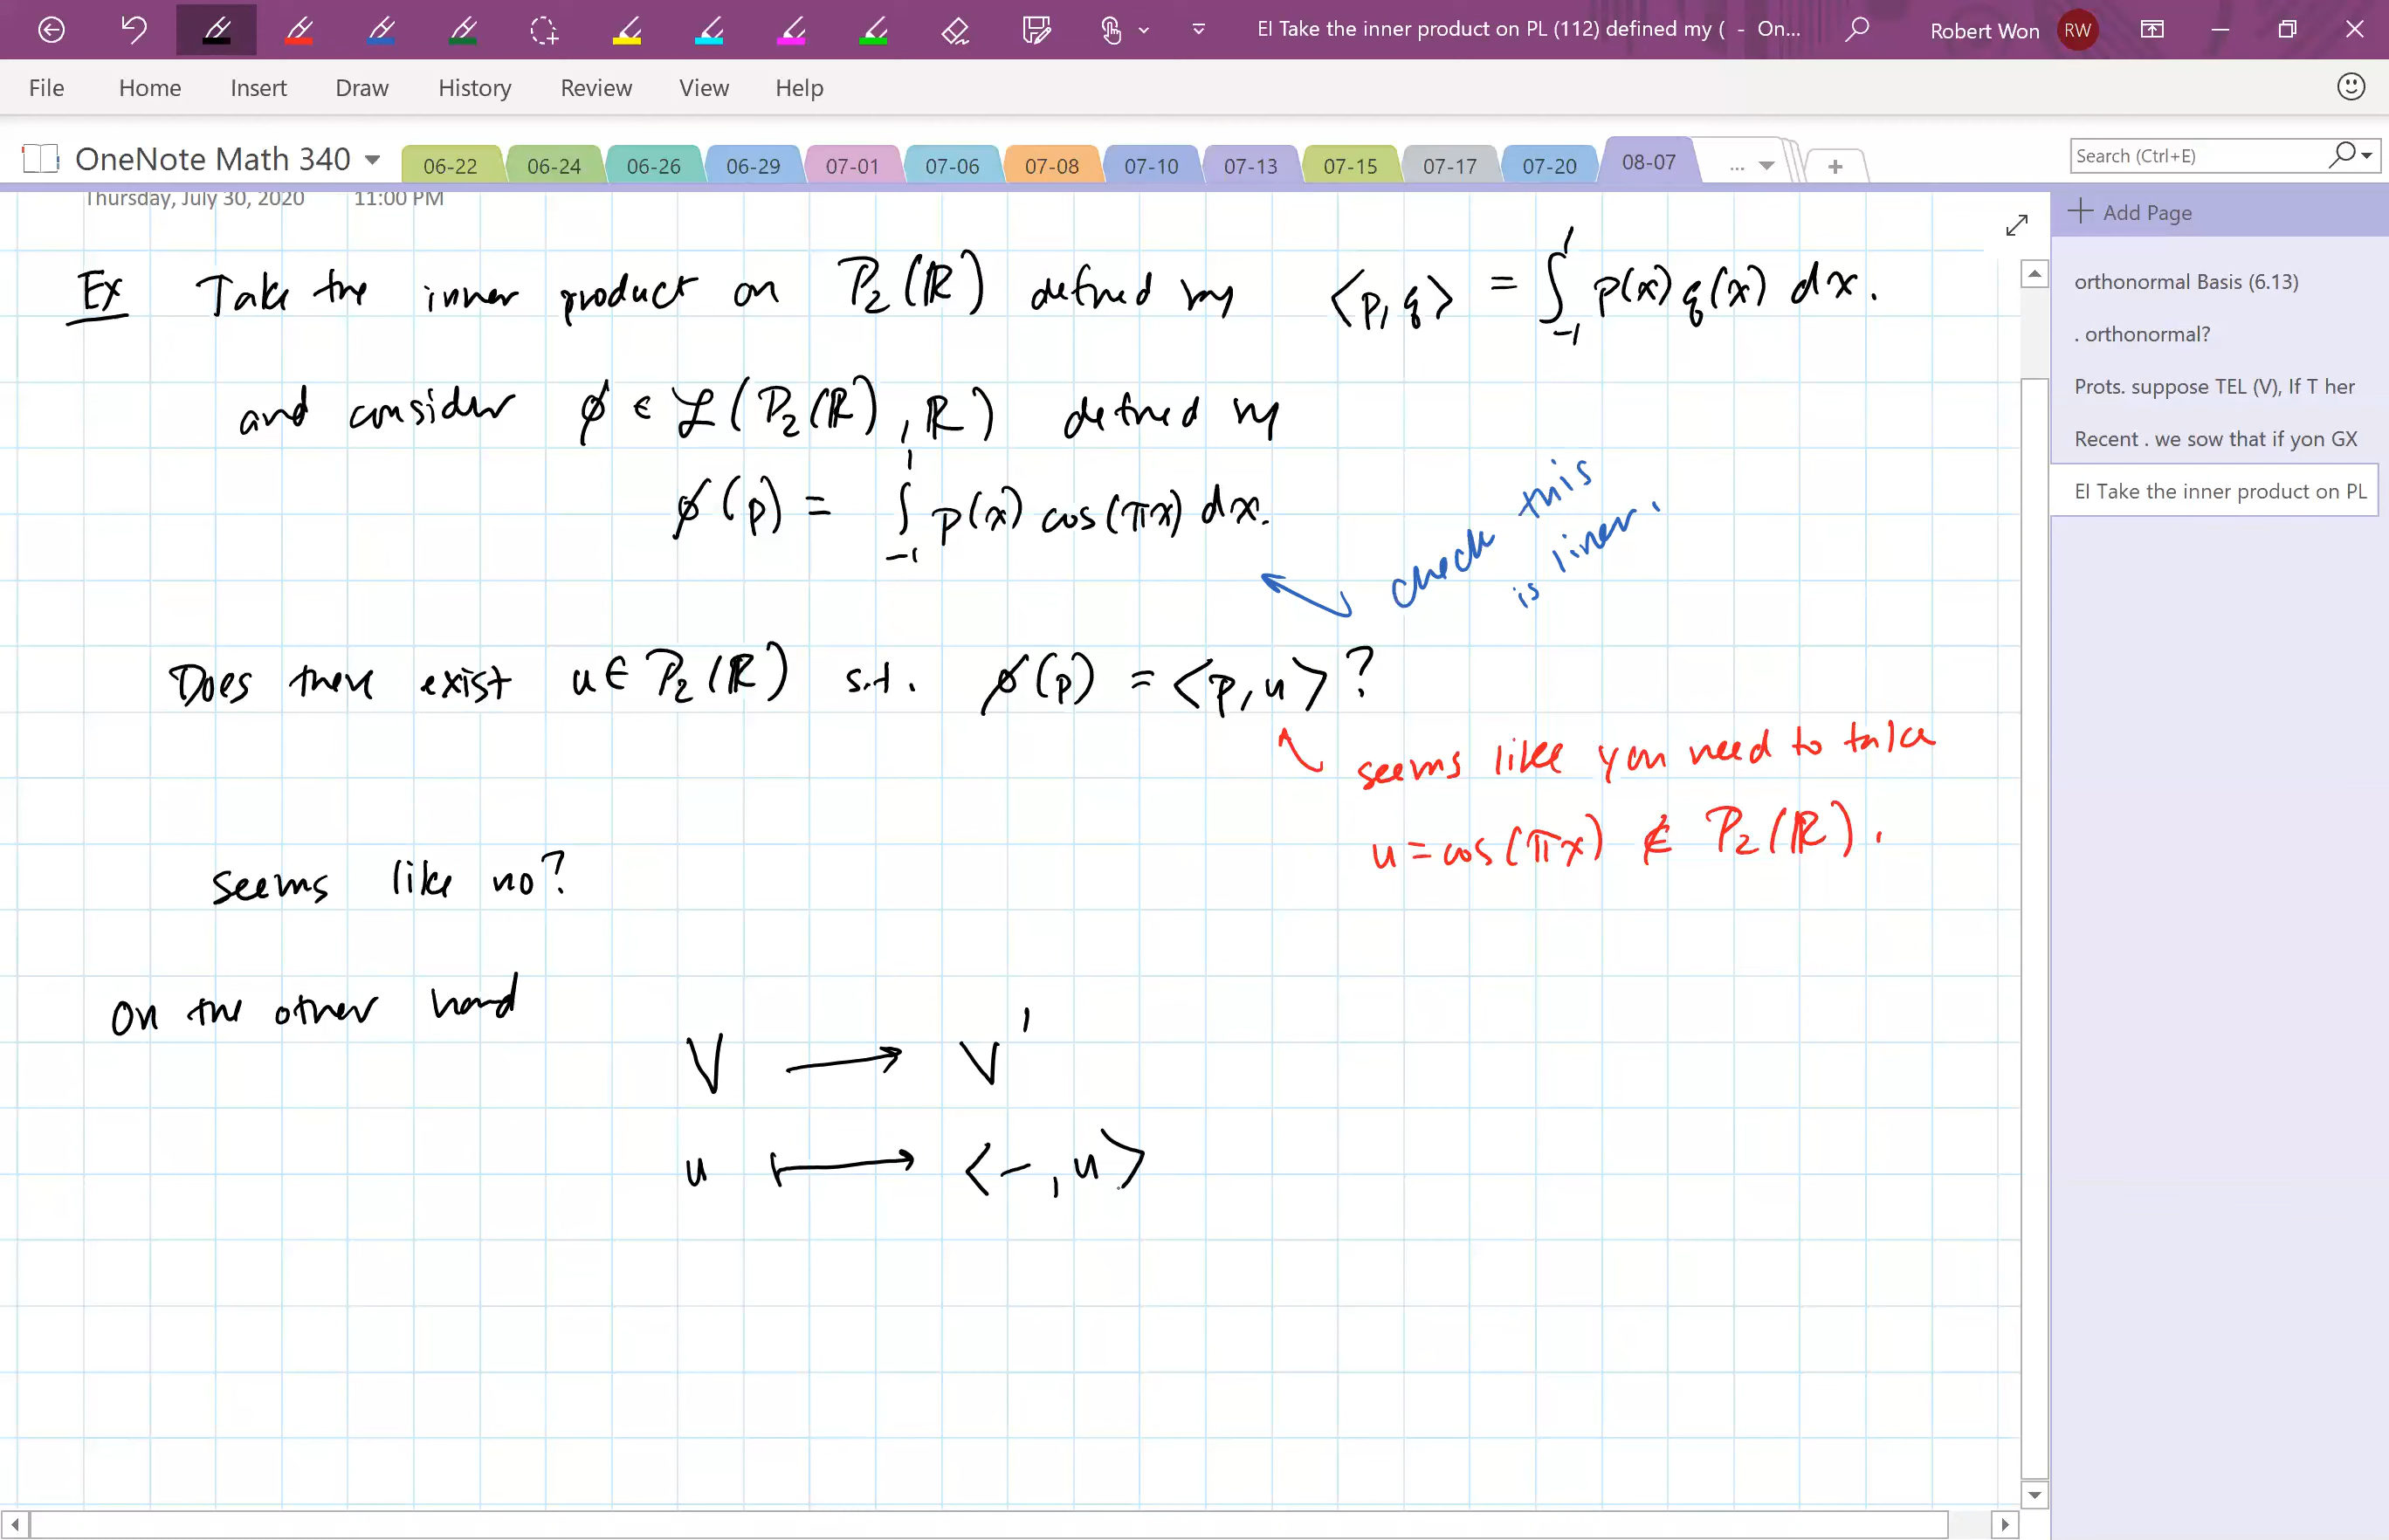 EI Take the inner product on PL (112) defined my ( - On...
Robert Won RW
File Home Insert Draw History Review View Help
OneNote Math 340
06-22 06-24 06-26 06-29 07-01 07-06 07-08 07-10 07-13 07-15 07-17 07-20 08-07 ... +
Search (Ctrl+E)
Thursday, July 30, 2020 11:00 PM
Add Page
orthonormal Basis (6.13)
. orthonormal?
Prots. suppose TEL (V), If T her
Recent . we sow that if yon GX
EI Take the inner product on PL
Ex Take the inner product on P₂(ℝ) defined by ⟨p,q⟩ = ∫₋₁¹ p(x) q(x) dx.
and consider ϕ ∈ ℒ(P₂(ℝ), ℝ) defined by
ϕ(p) = ∫₋₁¹ p(x) cos(πx) dx.
check this
is linear.
Does there exist u ∈ P₂(ℝ) s.t. ϕ(p) = ⟨p, u⟩?
seems like you need to take
u = cos(πx) ∉ P₂(ℝ).
seems like no?
On the other hand
V ⟶ V'
u ⟼ ⟨–, u⟩